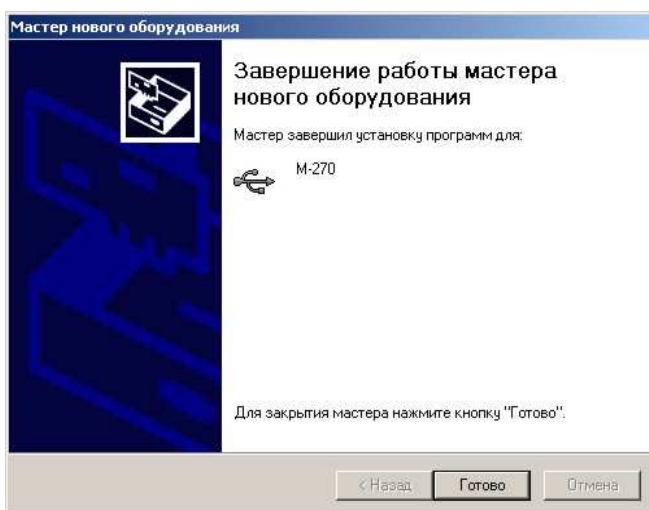 Мастер нового оборудования
Завершение работы мастера
нового оборудования
Мастер завершил установку программ для:
M-270
Для закрытия мастера нажмите кнопку "Готово".
< Назад
Готово
Отмена